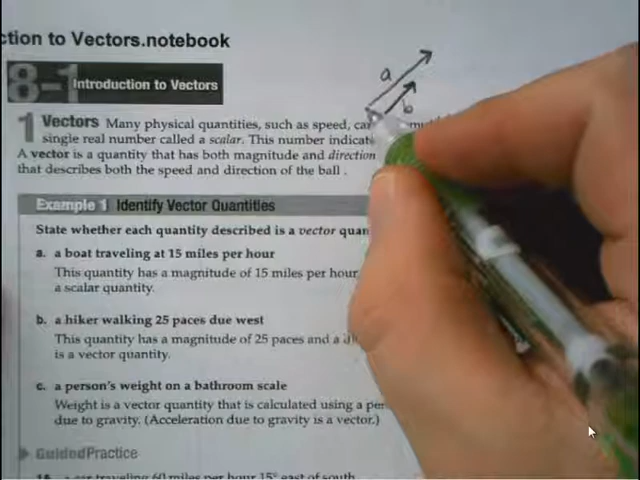 ction to Vectors.notebook
8-1 Introduction to Vectors
a
b
1 Vectors Many physical quantities, such as speed, ca
single real number called a scalar. This number indicat
A vector is a quantity that has both magnitude and direction
that describes both the speed and direction of the ball .
Example 1 Identify Vector Quantities
State whether each quantity described is a vector quan
a. a boat traveling at 15 miles per hour
This quantity has a magnitude of 15 miles per hour
a scalar quantity.
b. a hiker walking 25 paces due west
This quantity has a magnitude of 25 paces and a
is a vector quantity.
c. a person's weight on a bathroom scale
Weight is a vector quantity that is calculated using a per
due to gravity. (Acceleration due to gravity is a vector.)
GuidedPractice
traveling 60 miles per hour 15° east of south